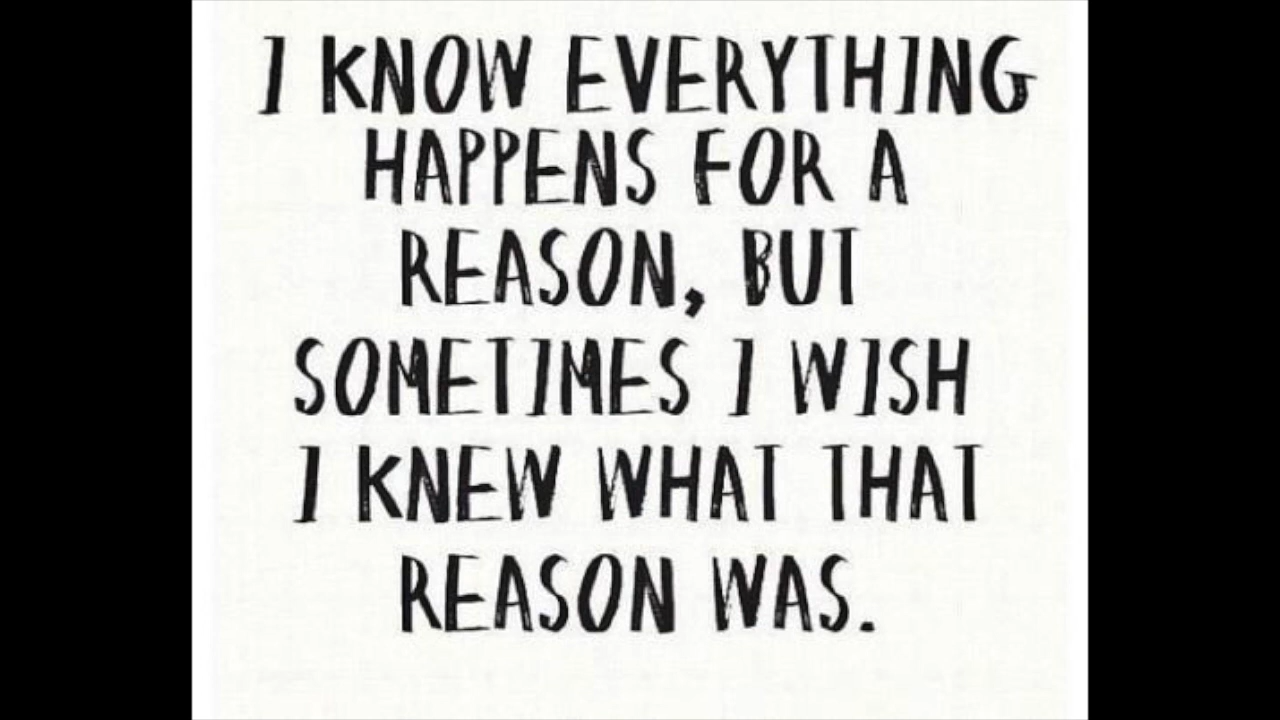 I KNOW EVERYTHING
HAPPENS FOR A
REASON, BUT
SOMETIMES I WISH
I KNEW WHAT THAT
REASON WAS.